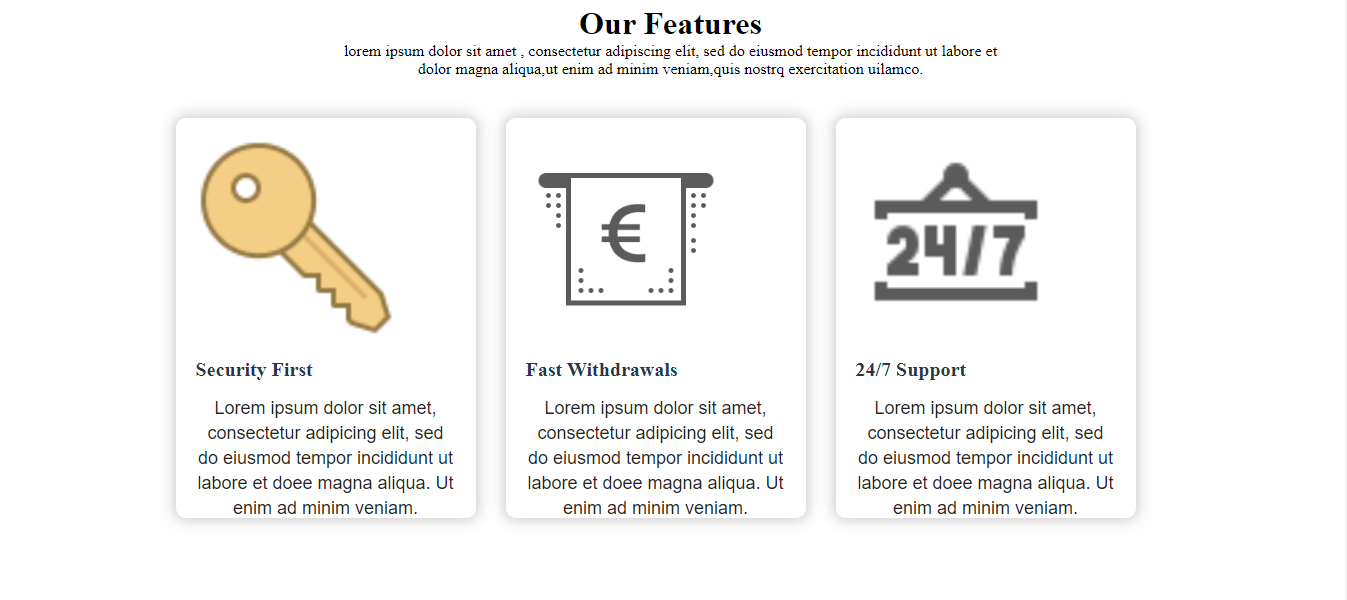 Our Features
lorem ipsum dolor sit amet , consectetur adipiscing elit, sed do eiusmod tempor incididunt ut labore et
dolor magna aliqua,ut enim ad minim veniam,quis nostrq exercitation uilamco.
€
24/7
Security First
Lorem ipsum dolor sit amet,
consectetur adipicing elit, sed
do eiusmod tempor incididunt ut
labore et doee magna aliqua. Ut
enim ad minim veniam.
Fast Withdrawals
Lorem ipsum dolor sit amet,
consectetur adipicing elit, sed
do eiusmod tempor incididunt ut
labore et doee magna aliqua. Ut
enim ad minim veniam.
24/7 Support
Lorem ipsum dolor sit amet,
consectetur adipicing elit, sed
do eiusmod tempor incididunt ut
labore et doee magna aliqua. Ut
enim ad minim veniam.